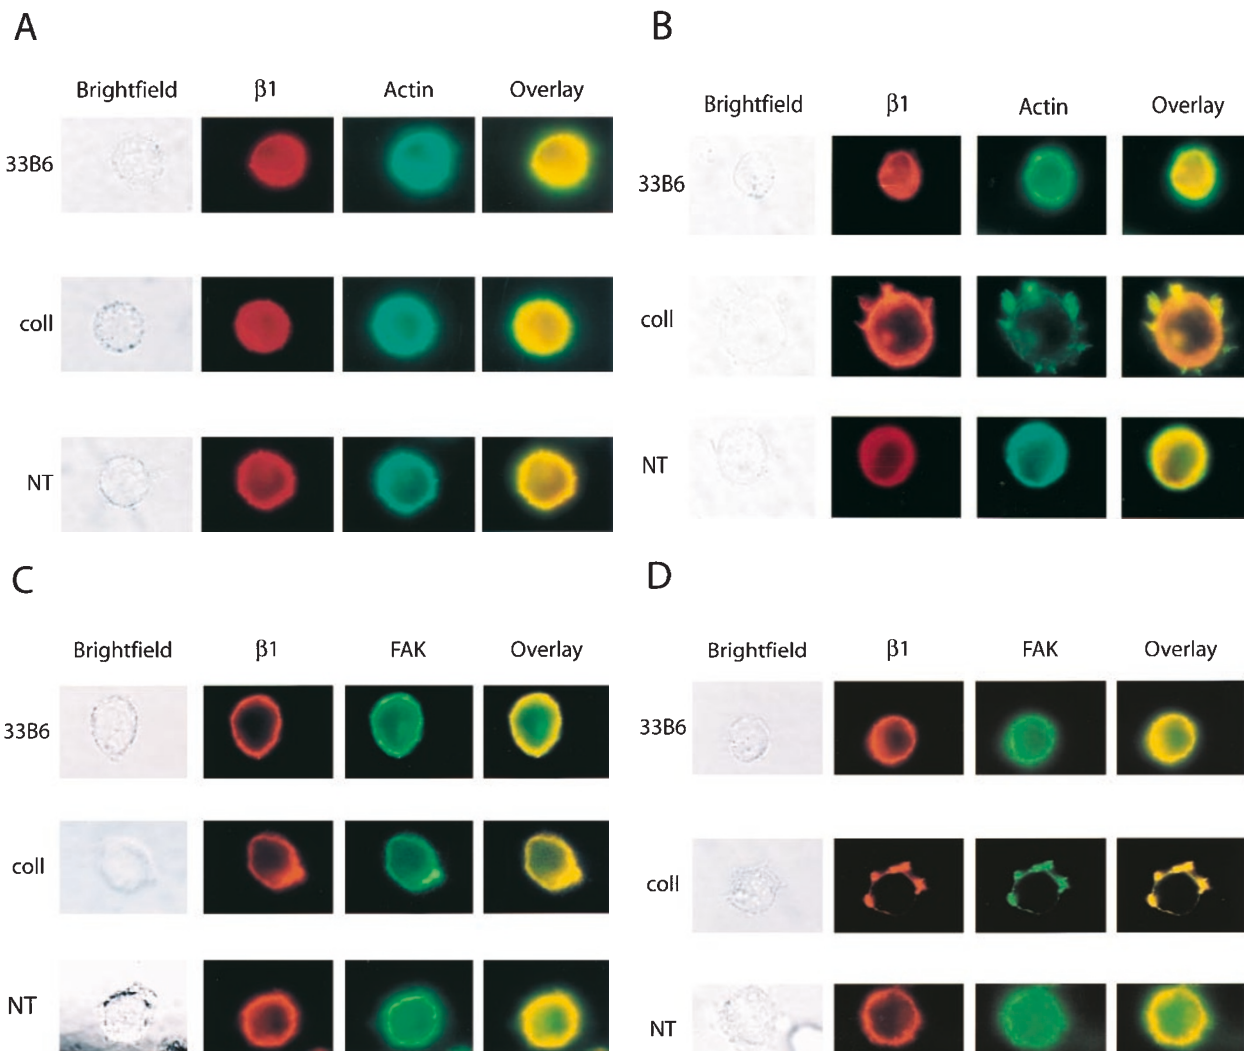 A
Brightfield β1 Actin Overlay
33B6
coll
NT
B
Brightfield β1 Actin Overlay
33B6
coll
NT
C
Brightfield β1 FAK Overlay
33B6
coll
NT
D
Brightfield β1 FAK Overlay
33B6
coll
NT